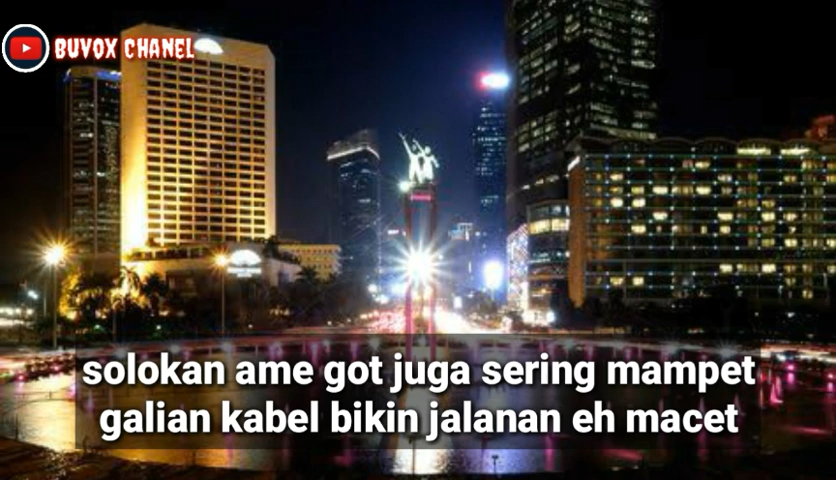 BUVOX CHANEL
solokan ame got juga sering mampet
galian kabel bikin jalanan eh macet